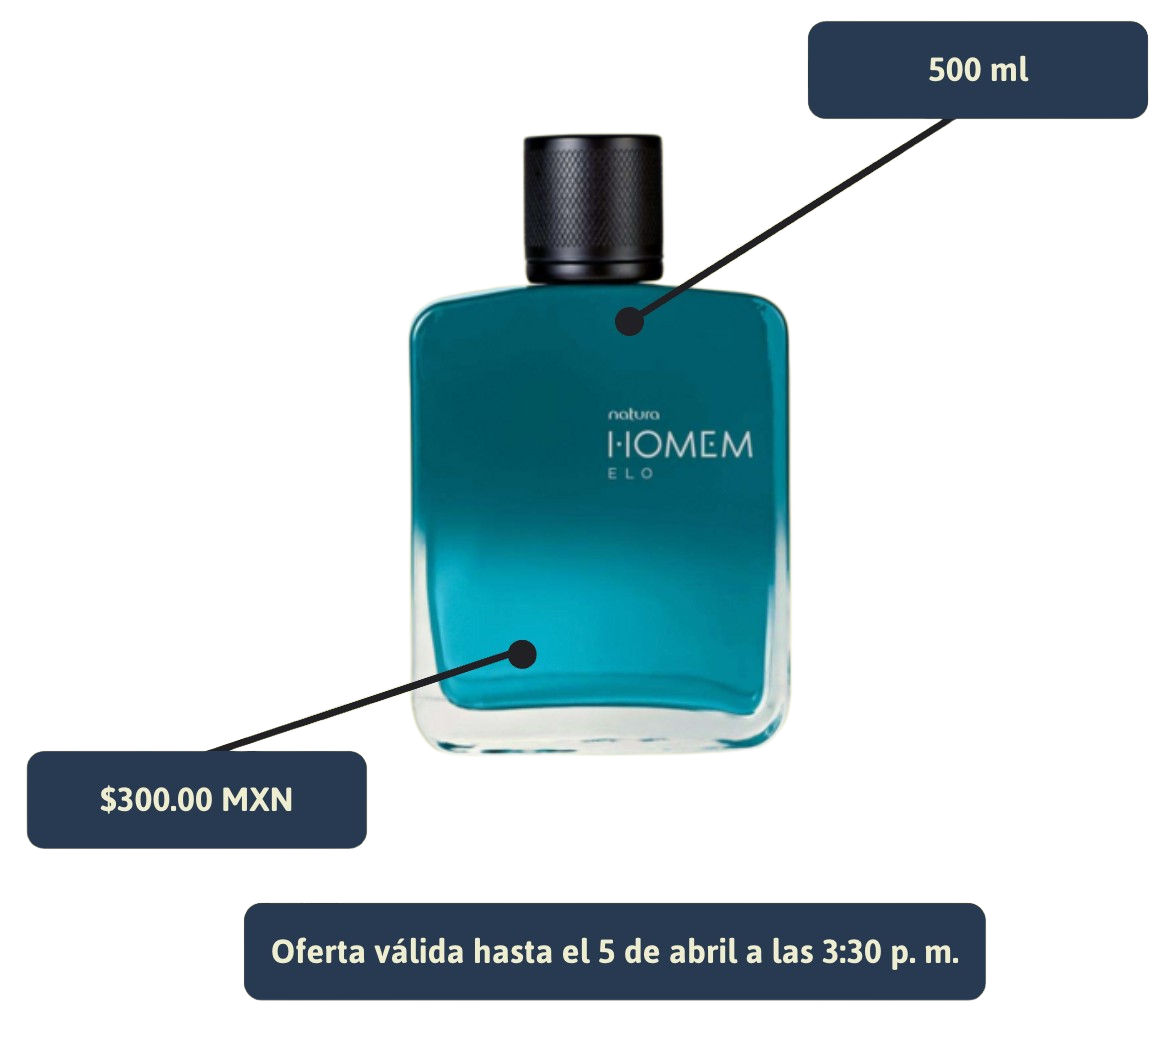 500 ml
natura
HOMEM
ELO
$300.00 MXN
Oferta válida hasta el 5 de abril a las 3:30 p. m.